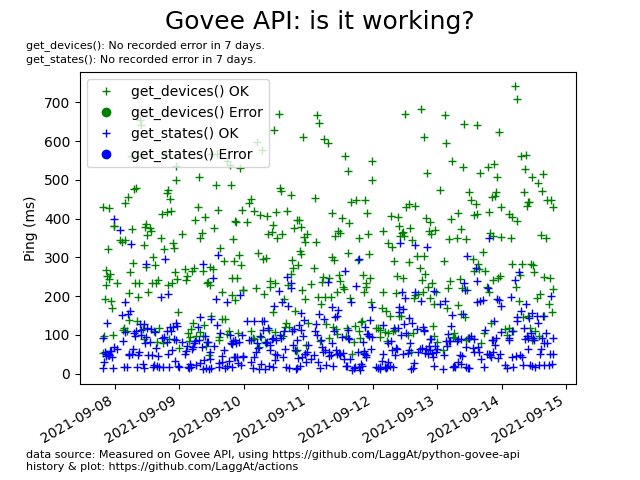 Govee API: is it working?
get_devices(): No recorded error in 7 days.
get_states(): No recorded error in 7 days.
get_devices() OK
get_devices() Error
get_states() OK
get_states() Error
Ping (ms)
700
600
500
400
300
200
100
0
2021-09-08
2021-09-09
2021-09-10
2021-09-11
2021-09-12
2021-09-13
2021-09-14
2021-09-15
data source: Measured on Govee API, using https://github.com/LaggAt/python-govee-api
history & plot: https://github.com/LaggAt/actions